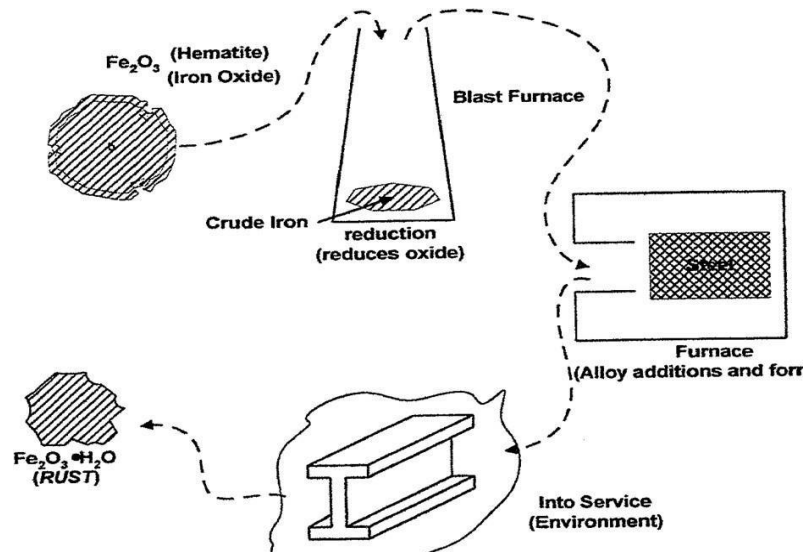 Fe₂O₃ (Hematite)
(Iron Oxide)
Blast Furnace
Crude Iron
reduction
(reduces oxide)
Steel
Furnace
(Alloy additions and form
Fe₂O₃•H₂O
(RUST)
Into Service
(Environment)